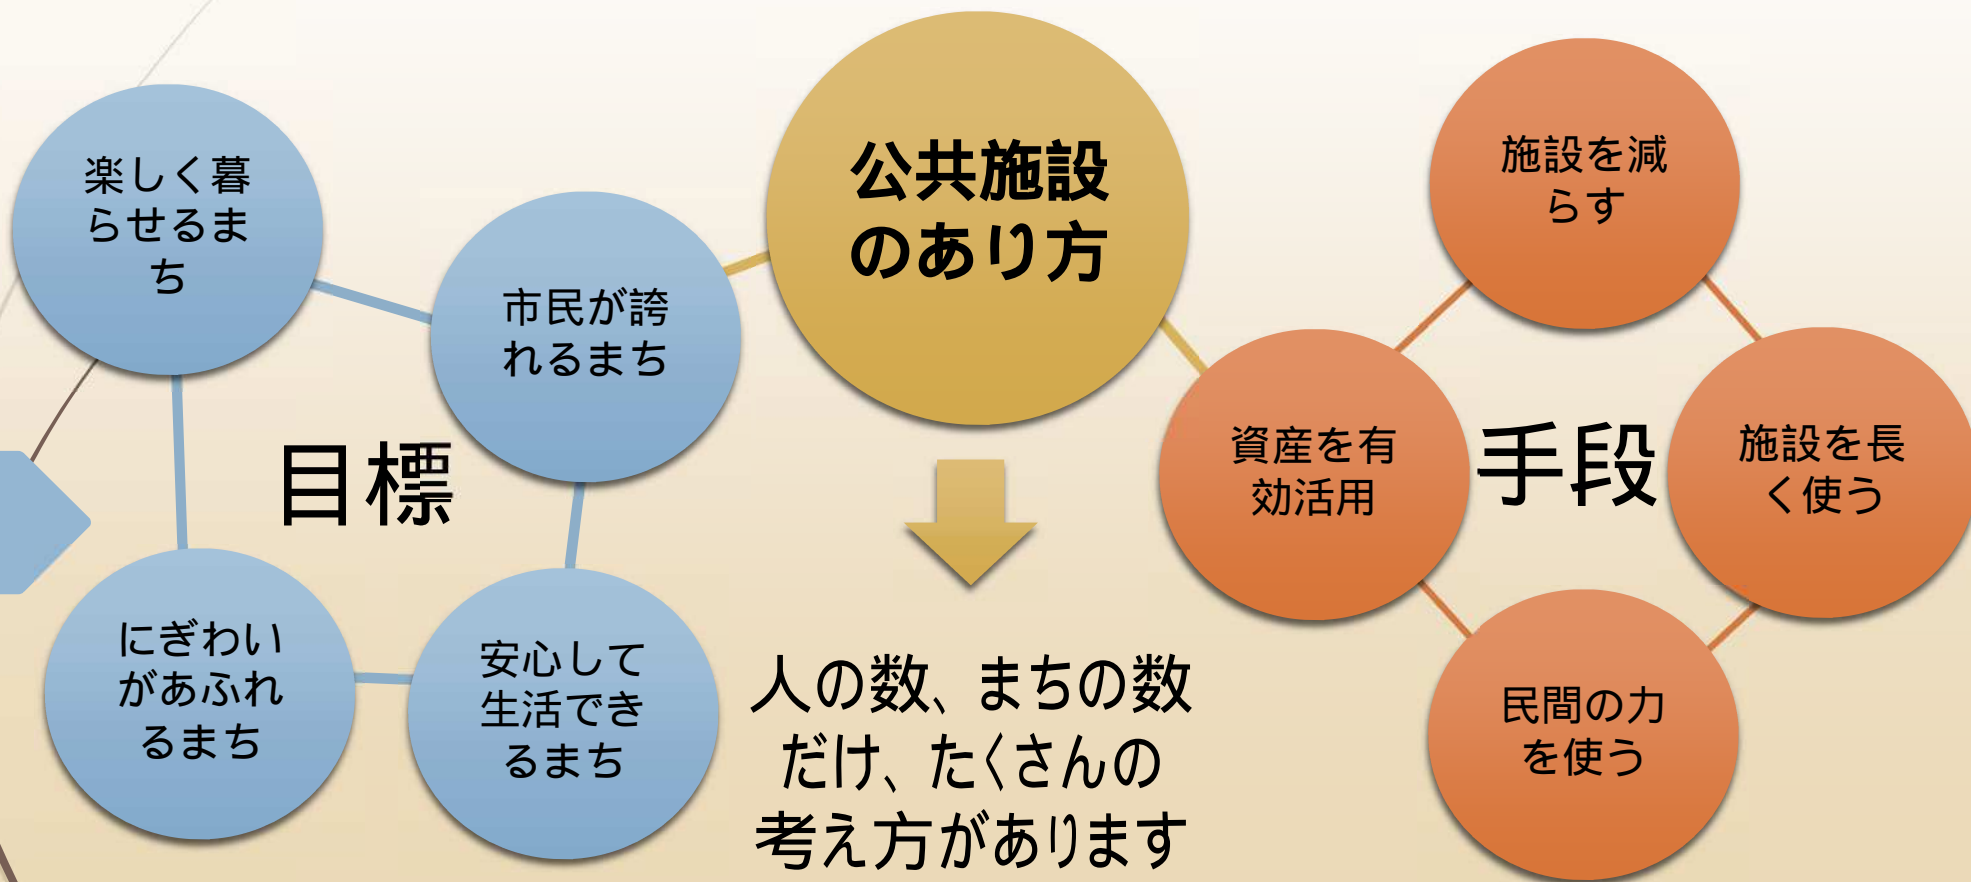 楽しく暮
らせるま
ち
市民が誇
れるまち
目標
にぎわい
があふれ
るまち
安心して
生活でき
るまち
公共施設
のあり方
人の数、まちの数
だけ、たくさんの
考え方があります
施設を減
らす
資産を有
効活用
手段
施設を長
く使う
民間の力
を使う